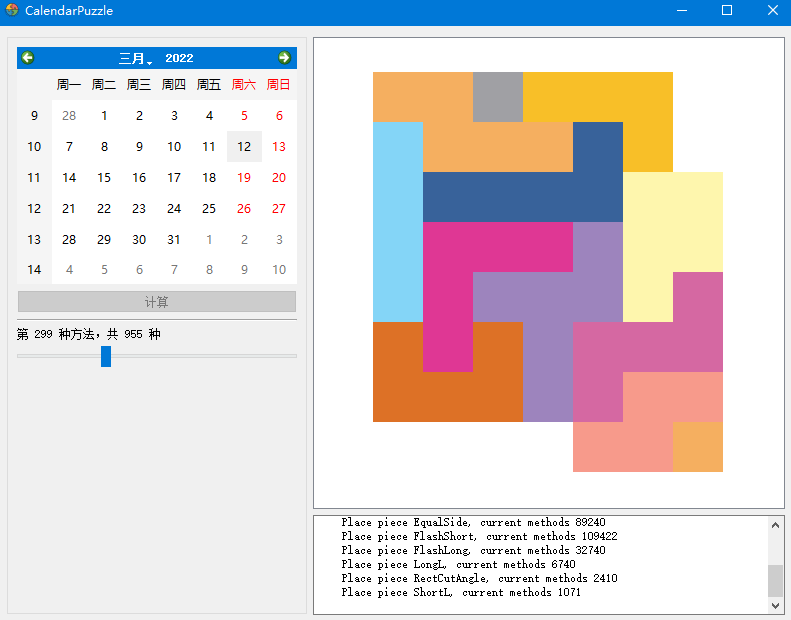 CalendarPuzzle
三月 2022
周一 周二 周三 周四 周五 周六 周日
9 28 1 2 3 4 5 6
10 7 8 9 10 11 12 13
11 14 15 16 17 18 19 20
12 21 22 23 24 25 26 27
13 28 29 30 31 1 2 3
14 4 5 6 7 8 9 10
计算
第 299 种方法，共 955 种
Place piece EqualSide, current methods 89240
Place piece FlashShort, current methods 109422
Place piece FlashLong, current methods 32740
Place piece LongL, current methods 6740
Place piece RectCutAngle, current methods 2410
Place piece ShortL, current methods 1071